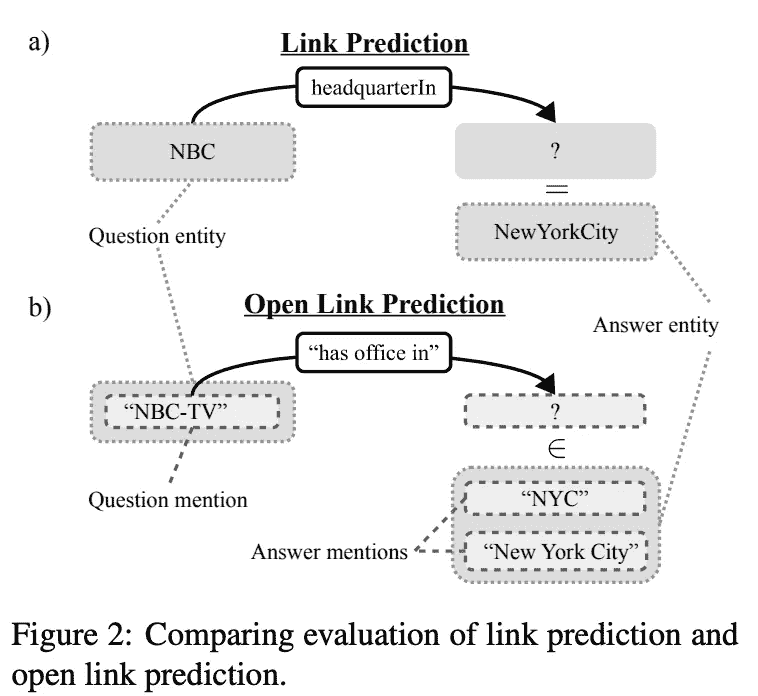 a)
Link Prediction
headquarterIn
NBC
?
=
NewYorkCity
Question entity
b)
Open Link Prediction
Answer entity
“has office in”
“NBC-TV”
?
∈
“NYC”
Question mention
Answer mentions
“New York City”
Figure 2: Comparing evaluation of link prediction and
open link prediction.